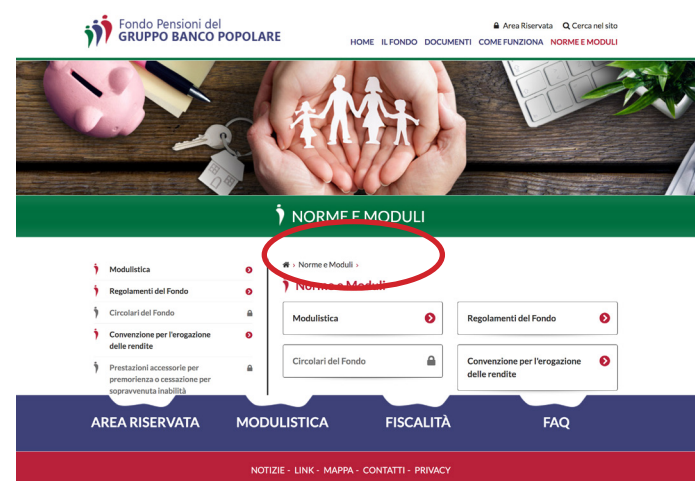 Fondo Pensioni del
GRUPPO BANCO POPOLARE
Area Riservata Cerca nel sito
HOME IL FONDO DOCUMENTI COME FUNZIONA NORME E MODULI
NORME E MODULI
Modulistica
Regolamenti del Fondo
Circolari del Fondo
Convenzione per l'erogazione
delle rendite
Prestazioni accessorie per
premorienza o cessazione per
sopravvenuta inabilità
› Norme e Moduli ›
Norme e Moduli
Modulistica
Regolamenti del Fondo
Circolari del Fondo
Convenzione per l'erogazione
delle rendite
AREA RISERVATA MODULISTICA FISCALITÀ FAQ
NOTIZIE - LINK - MAPPA - CONTATTI - PRIVACY